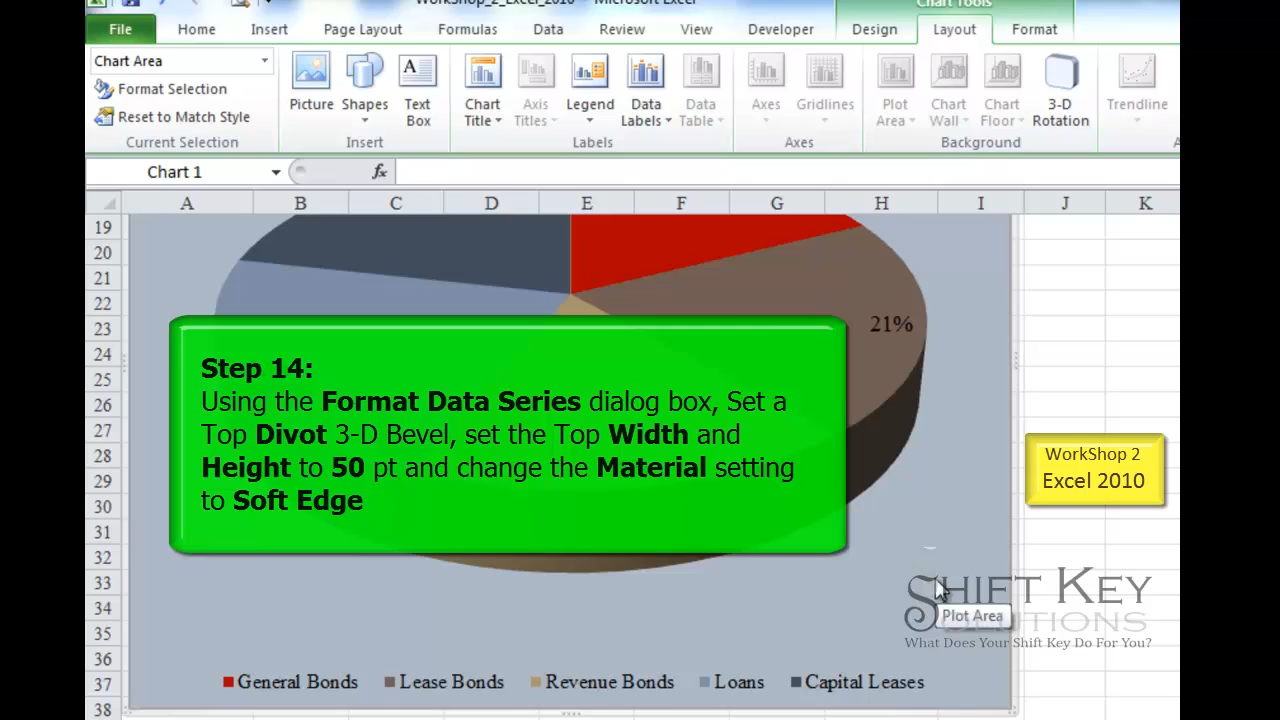 WorkShop_2_Excel_2010 - Microsoft Excel
Chart Tools
File Home Insert Page Layout Formulas Data Review View Developer Design Layout Format
Chart Area
Format Selection
Reset to Match Style
Current Selection
Picture Shapes Text Box
Insert
Chart Title Axis Titles Legend Data Labels Data Table
Labels
Axes Gridlines
Axes
Plot Area Chart Wall Chart Floor 3-D Rotation
Background
Trendline
Chart 1
fx
A B C D E F G H I J K
19
20
21
22
23
24
25
26
27
28
29
30
31
32
33
34
35
36
37
38
21%
Step 14:
Using the Format Data Series dialog box, Set a
Top Divot 3-D Bevel, set the Top Width and
Height to 50 pt and change the Material setting
to Soft Edge
WorkShop 2
Excel 2010
Shift Key
Solutions
What Does Your Shift Key Do For You?
Plot Area
General Bonds Lease Bonds Revenue Bonds Loans Capital Leases